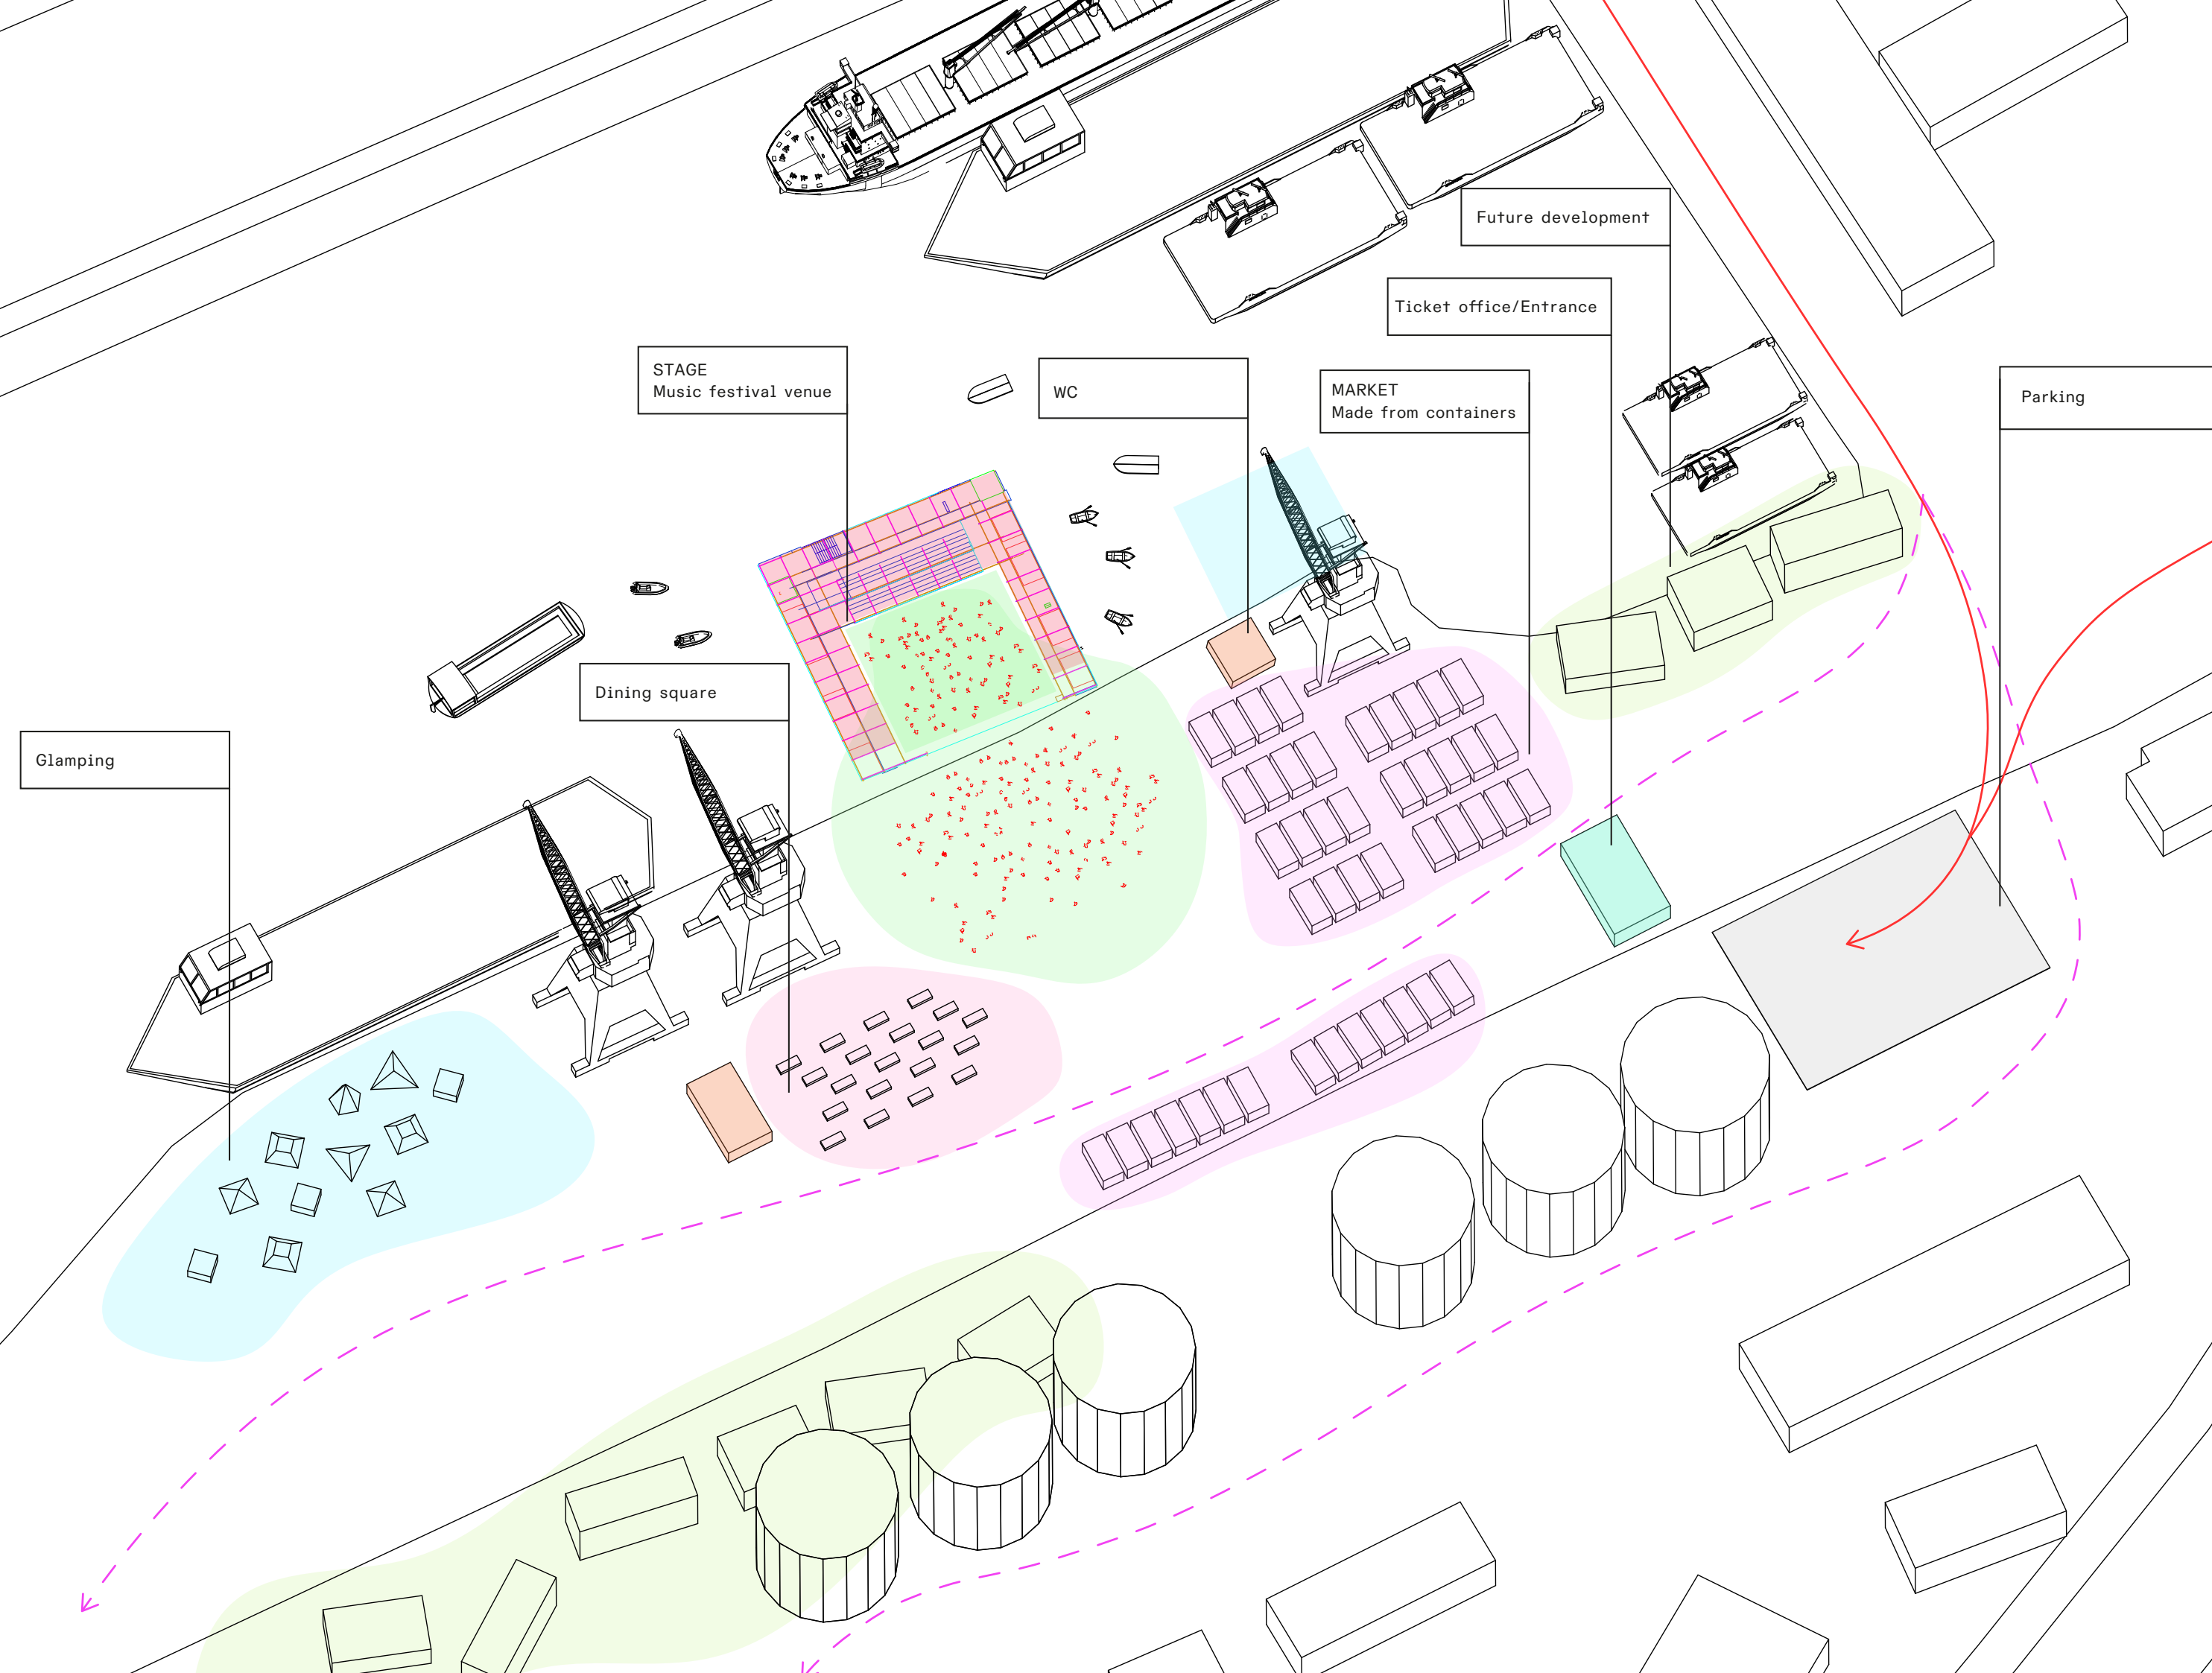 Future development
Ticket office/Entrance
STAGE
Music festival venue
WC
MARKET
Made from containers
Parking
Dining square
Glamping